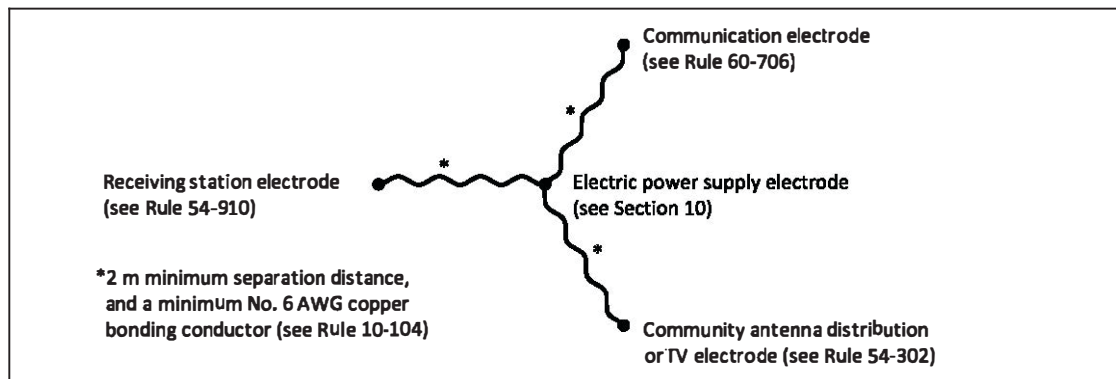 Communication electrode
(see Rule 60-706)
*
*
Receiving station electrode
(see Rule 54-910)
Electric power supply electrode
(see Section 10)
*
*2 m minimum separation distance,
and a minimum No. 6 AWG copper
bonding conductor (see Rule 10-104)
Community antenna distribution
or TV electrode (see Rule 54-302)